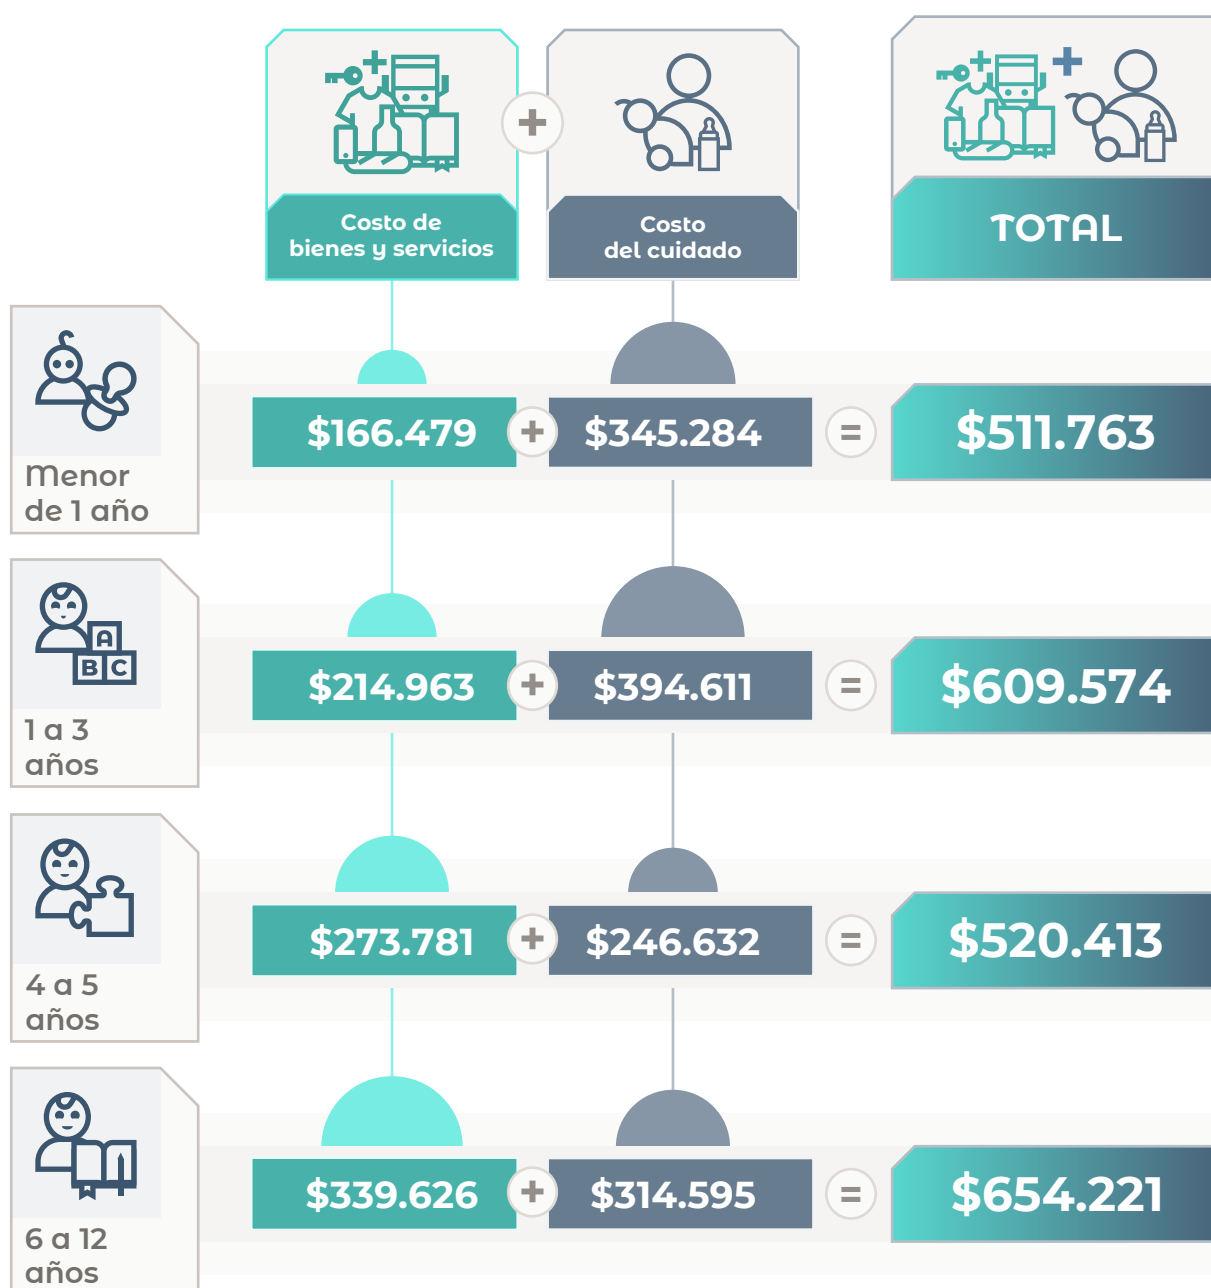 Costo de
bienes y servicios
Costo
del cuidado
TOTAL
Menor
de 1 año
$166.479
+
$345.284
=
$511.763
1 a 3
años
A
B C
$214.963
+
$394.611
=
$609.574
4 a 5
años
$273.781
+
$246.632
=
$520.413
6 a 12
años
$339.626
+
$314.595
=
$654.221